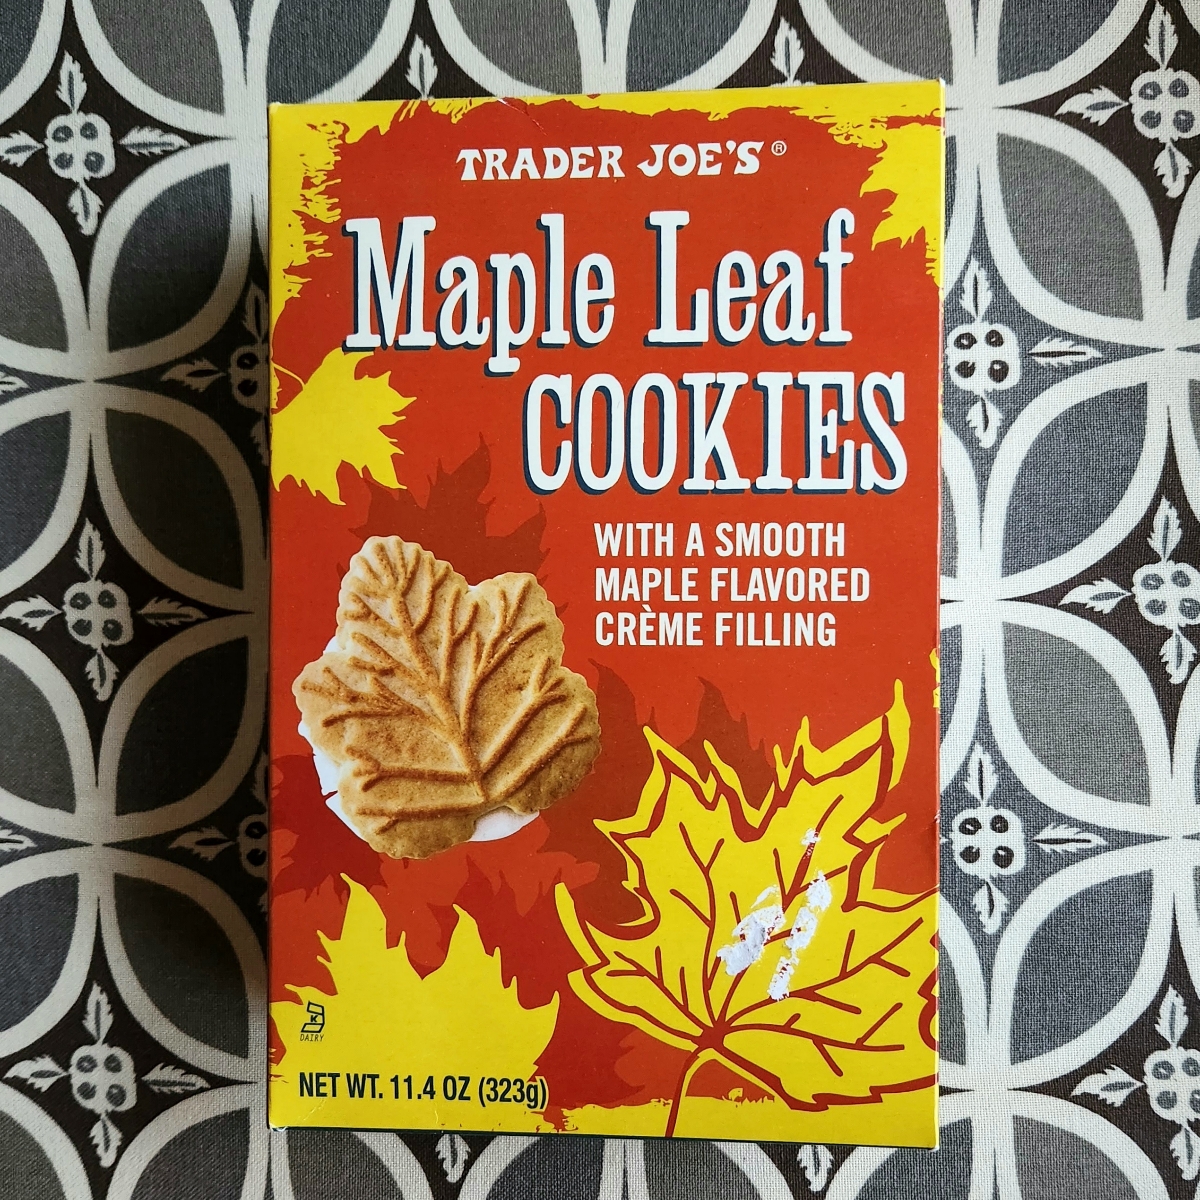 TRADER JOE'S®
Maple Leaf
COOKIES
WITH A SMOOTH
MAPLE FLAVORED
CRÈME FILLING
K
DAIRY
NET WT. 11.4 OZ (323g)